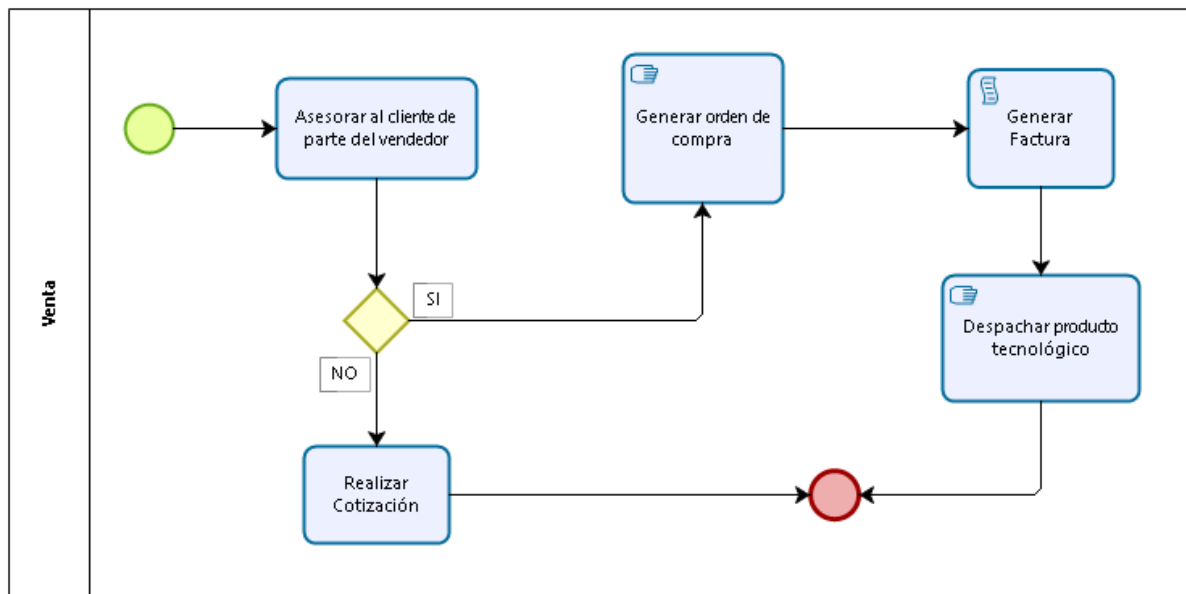 Venta
Asesorar al cliente de
parte del vendedor
SI
NO
Realizar
Cotización
Generar orden de
compra
Generar
Factura
Despachar producto
tecnológico